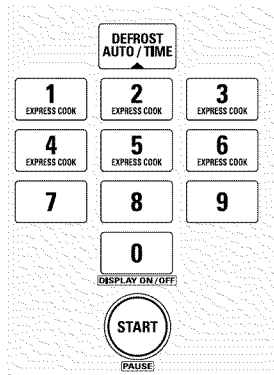 DEFROST
AUTO / TIME
1 2 3
EXPRESS COOK EXPRESS COOK EXPRESS COOK
4 5 6
EXPRESS COOK EXPRESS COOK EXPRESS COOK
7 8 9
0
DISPLAY ON / OFF
START
PAUSE